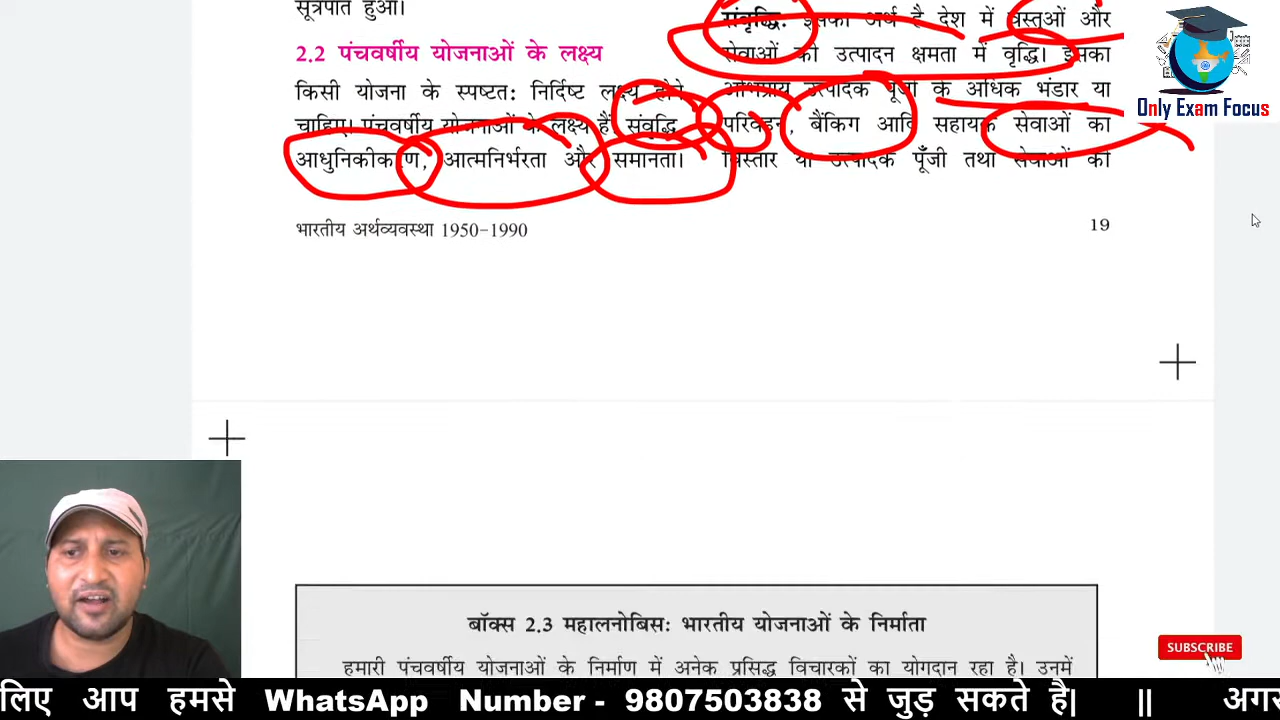 सूत्रपात हुआ।
2.2 पंचवर्षीय योजनाओं के लक्ष्य
किसी योजना के स्पष्टत: निर्दिष्ट लक्ष्य होने
चाहिए। पंचवर्षीय योजनाओं के लक्ष्य हैं संवृद्धि,
आधुनिकीकरण, आत्मनिर्भरता और समानता।
भारतीय अर्थव्यवस्था 1950-1990
संवृद्धि: इसका अर्थ है देश में वस्तुओं और
सेवाओं की उत्पादन क्षमता में वृद्धि। इसका
अभिप्राय उत्पादक पूँजी के अधिक भंडार या
परिवहन, बैंकिग आदि सहायक सेवाओं का
विस्तार या उत्पादक पूँजी तथा सेवाओं की
19
Only Exam Focus
बॉक्स 2.3 महालनोबिस: भारतीय योजनाओं के निर्माता
हमारी पंचवर्षीय योजनाओं के निर्माण में अनेक प्रसिद्ध विचारकों का योगदान रहा है। उनमें
SUBSCRIBE
लिए आप हमसे WhatsApp Number - 9807503838 से जुड़ सकते है| || अगर